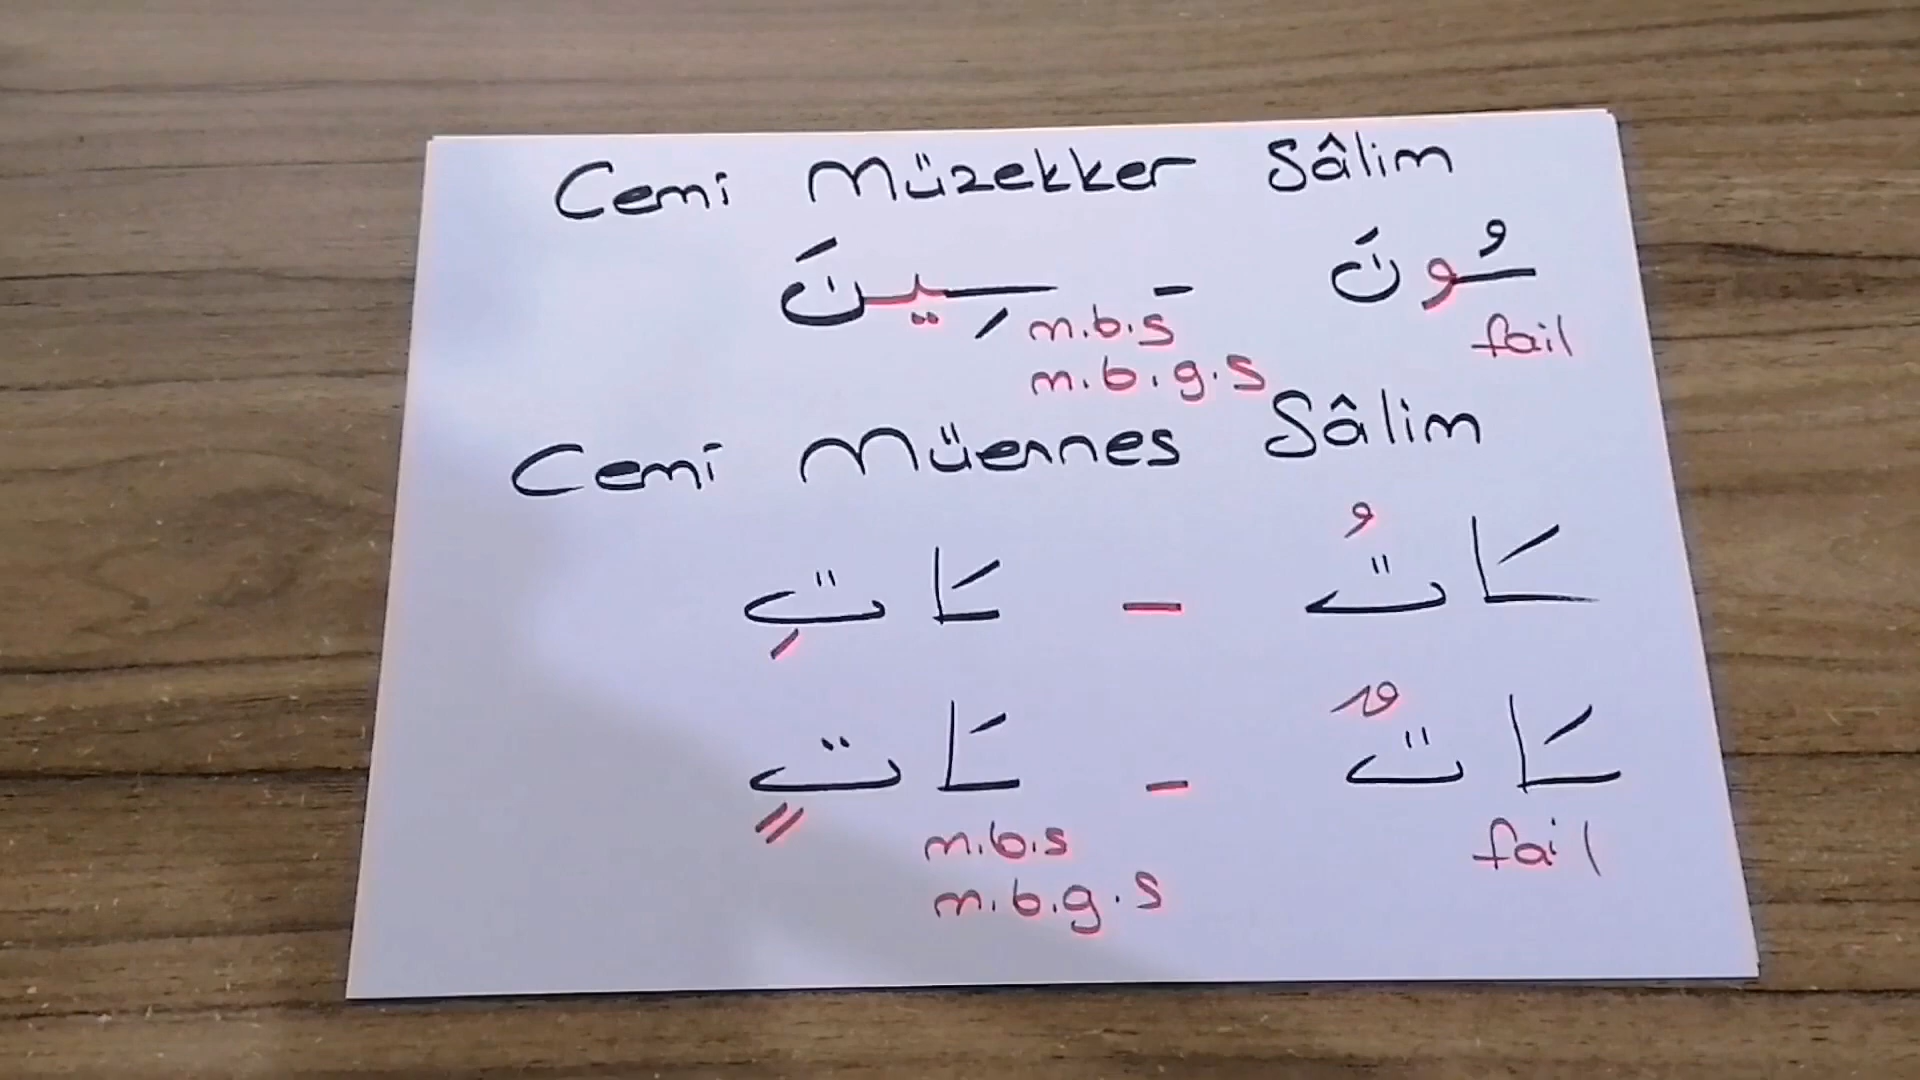 Cemi Müzekker Sâlim
ـُونَ - ـِينَ
fail m.b.s
m.b.g.s
Cemi Müennes Sâlim
ـَاتُ - ـَاتِ
ـَاتٌ - ـَاتٍ
fail m.b.s
m.b.g.s